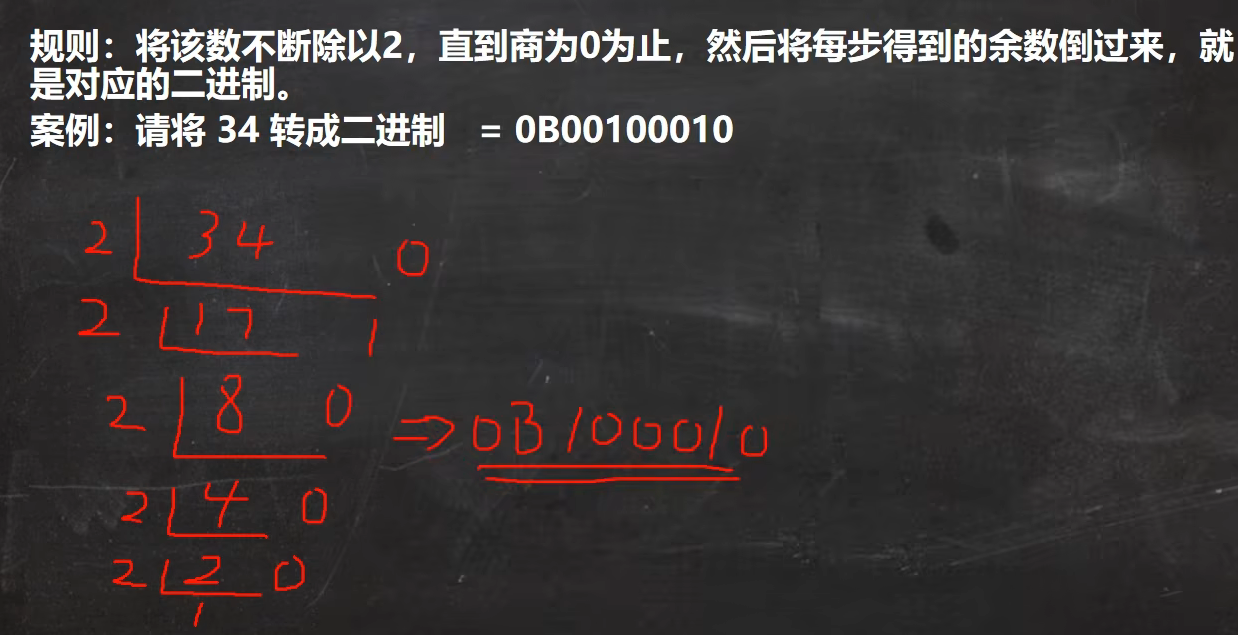 规则：将该数不断除以2，直到商为0为止，然后将每步得到的余数倒过来，就
是对应的二进制。
案例：请将 34 转成二进制 = 0B00100010
2 34 0
2 17 1
2 8 0
⇒ 0B100010
2 4 0
2 2 0
1